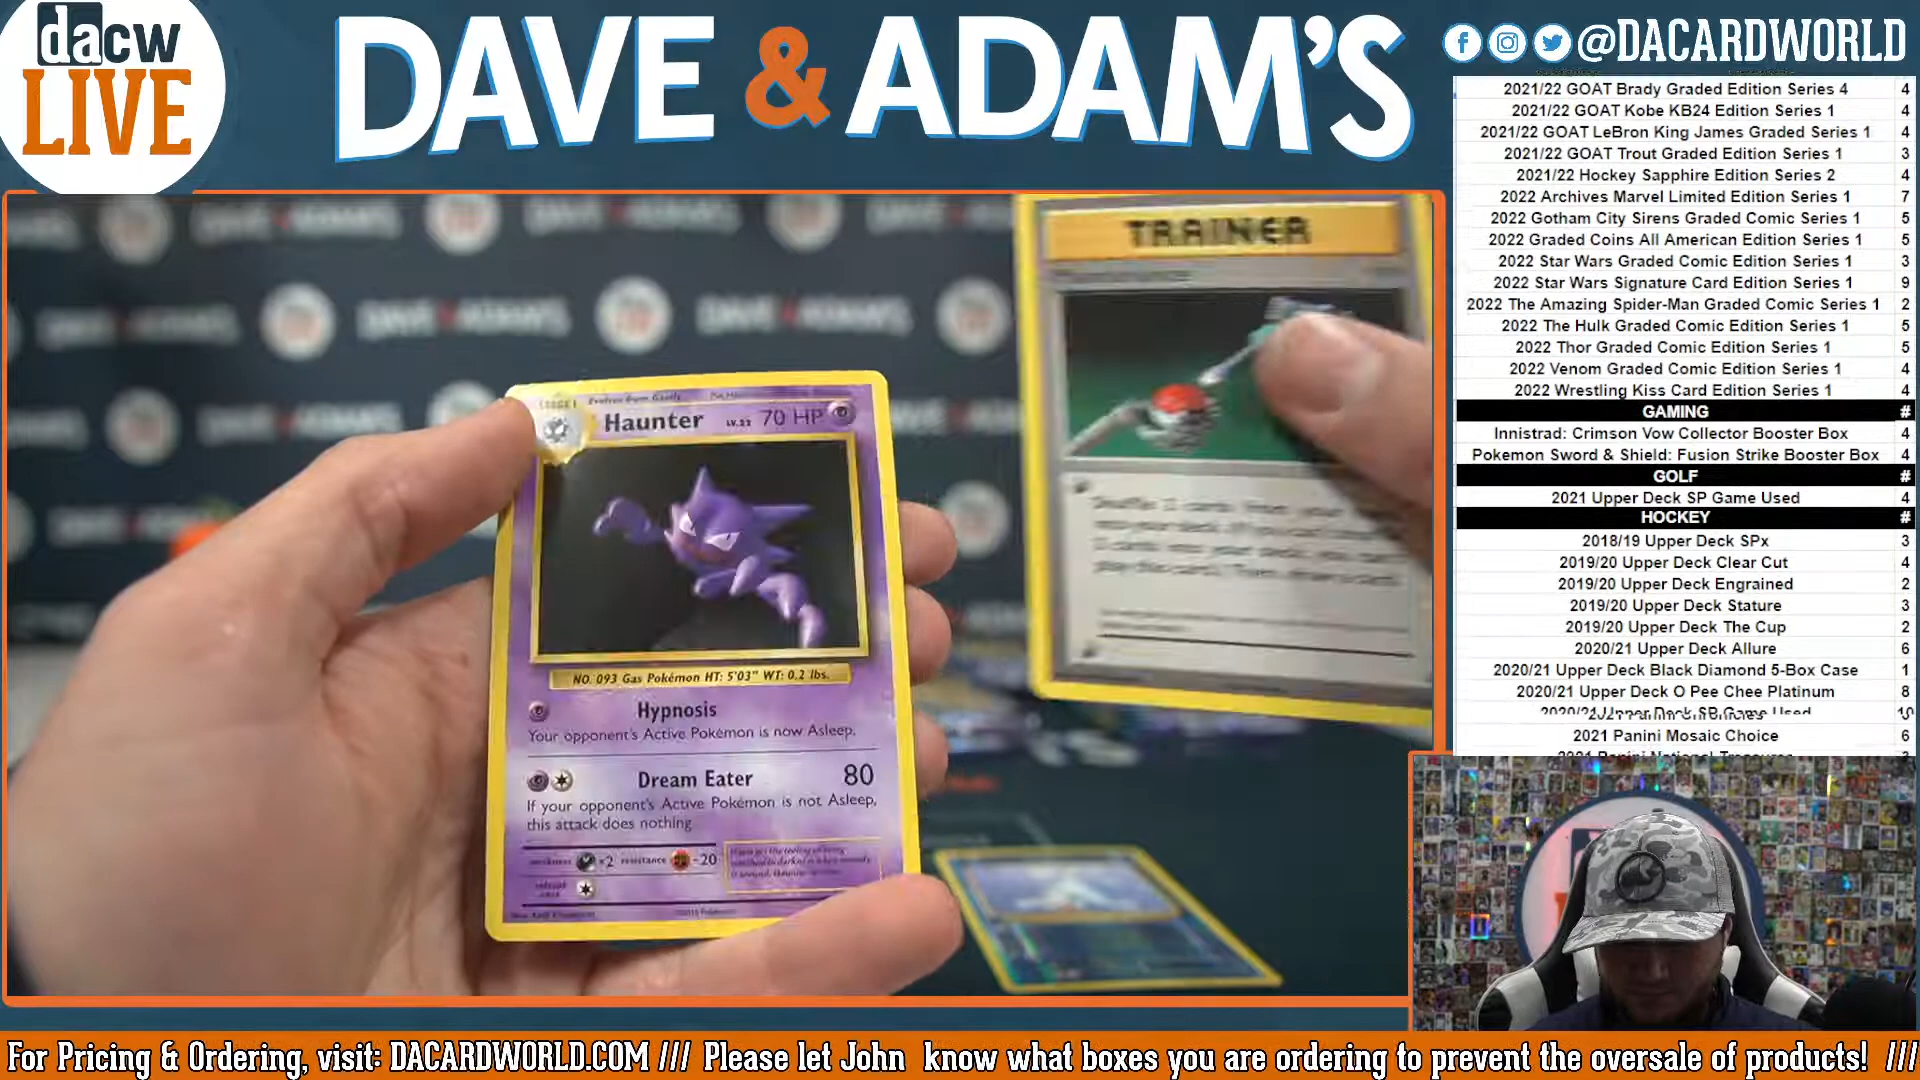 dacw
LIVE
DAVE & ADAM'S
@DACARDWORLD
2021/22 GOAT Brady Graded Edition Series 4 4
2021/22 GOAT Kobe KB24 Edition Series 1 4
2021/22 GOAT LeBron King James Graded Series 1 4
2021/22 GOAT Trout Graded Edition Series 1 3
2021/22 Hockey Sapphire Edition Series 2 4
2022 Archives Marvel Limited Edition Series 1 7
2022 Gotham City Sirens Graded Comic Series 1 5
2022 Graded Coins All American Edition Series 1 5
2022 Star Wars Graded Comic Edition Series 1 3
2022 Star Wars Signature Card Edition Series 1 9
2022 The Amazing Spider-Man Graded Comic Series 1 2
2022 The Hulk Graded Comic Edition Series 1 5
2022 Thor Graded Comic Edition Series 1 5
2022 Venom Graded Comic Edition Series 1 4
2022 Wrestling Kiss Card Edition Series 1 4
GAMING #
Innistrad: Crimson Vow Collector Booster Box 4
Pokemon Sword & Shield: Fusion Strike Booster Box 4
GOLF #
2021 Upper Deck SP Game Used 4
HOCKEY #
2018/19 Upper Deck SPx 3
2019/20 Upper Deck Clear Cut 4
2019/20 Upper Deck Engrained 2
2019/20 Upper Deck Stature 3
2019/20 Upper Deck The Cup 2
2020/21 Upper Deck Allure 6
2020/21 Upper Deck Black Diamond 5-Box Case 1
2020/21 Upper Deck O Pee Chee Platinum 8
2021 Panini Mosaic Choice 6
TRAINER
STAGE 1 Evolves from Gastly
Haunter LV.22 70 HP
NO. 093 Gas Pokémon HT: 5'03" WT: 0.2 lbs.
Hypnosis
Your opponent's Active Pokémon is now Asleep.
Dream Eater 80
If your opponent's Active Pokémon is not Asleep,
this attack does nothing.
weakness ×2 resistance -20
retreat
cost
DAVE & ADAM'S
For Pricing & Ordering, visit: DACARDWORLD.COM /// Please let John know what boxes you are ordering to prevent the oversale of products! ///